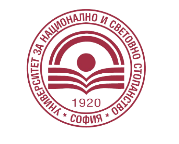 УНИВЕРСИТЕТ ЗА НАЦИОНАЛНО И СВЕТОВНО СТОПАНСТВО
1920
* СОФИЯ *